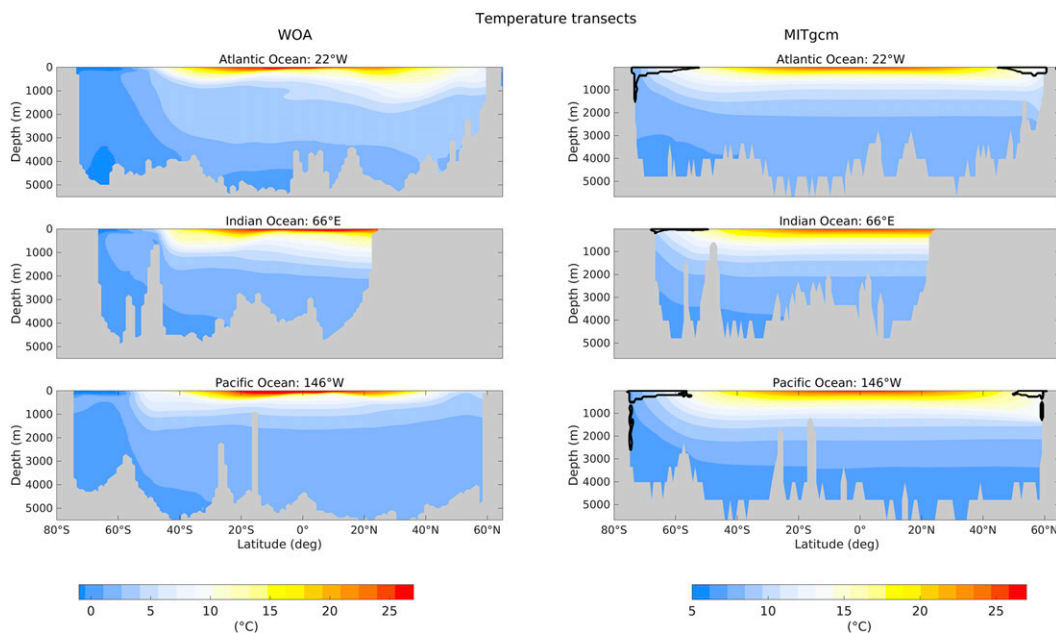 Temperature transects
WOA
MITgcm
Atlantic Ocean: 22°W
Depth (m)
0
1000
2000
3000
4000
5000
Atlantic Ocean: 22°W
Depth (m)
0
1000
2000
3000
4000
5000
Indian Ocean: 66°E
Depth (m)
0
1000
2000
3000
4000
5000
Indian Ocean: 66°E
Depth (m)
0
1000
2000
3000
4000
5000
Pacific Ocean: 146°W
Depth (m)
0
1000
2000
3000
4000
5000
80°S 60°S 40°S 20°S 0°N 20°N 40°N 60°N
Latitude (deg)
Pacific Ocean: 146°W
Depth (m)
0
1000
2000
3000
4000
5000
80°S 60°S 40°S 20°S 0°N 20°N 40°N 60°N
Latitude (deg)
0 5 10 15 20 25
(°C)
5 10 15 20 25
(°C)